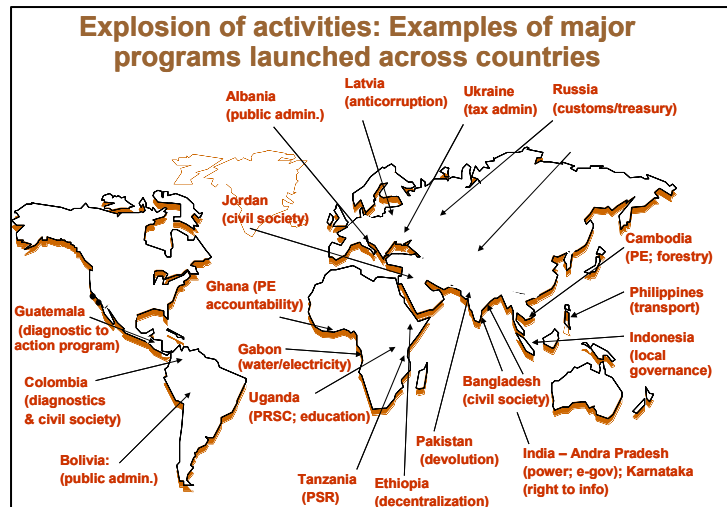 Explosion of activities: Examples of major
programs launched across countries
Albania
(public admin.)
Latvia
(anticorruption)
Ukraine
(tax admin)
Russia
(customs/treasury)
Jordan
(civil society)
Cambodia
(PE; forestry)
Ghana (PE
accountability)
Philippines
(transport)
Guatemala
(diagnostic to
action program)
Gabon
(water/electricity)
Indonesia
(local
governance)
Colombia
(diagnostics
& civil society)
Uganda
(PRSC; education)
Bangladesh
(civil society)
Bolivia:
(public admin.)
Tanzania
(PSR)
Ethiopia
(decentralization)
Pakistan
(devolution)
India – Andra Pradesh
(power; e-gov); Karnataka
(right to info)